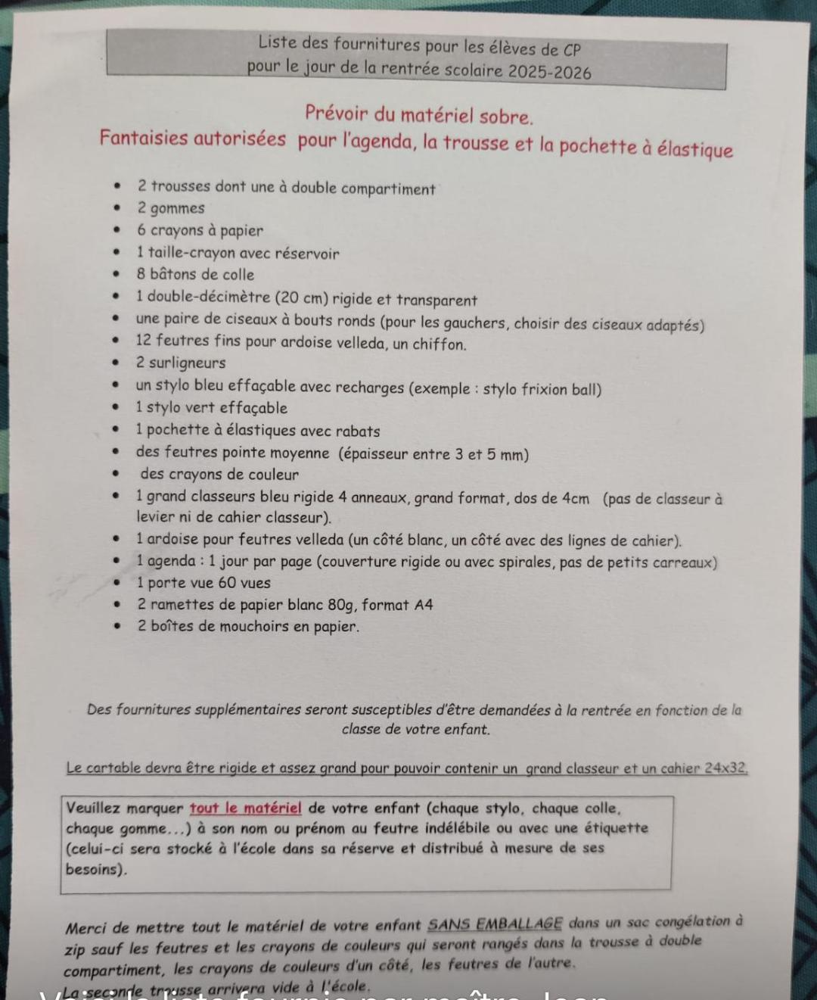 Liste des fournitures pour les élèves de CP
pour le jour de la rentrée scolaire 2025-2026
Prévoir du matériel sobre.
Fantaisies autorisées pour l'agenda, la trousse et la pochette à élastique
• 2 trousses dont une à double compartiment
• 2 gommes
• 6 crayons à papier
• 1 taille-crayon avec réservoir
• 8 bâtons de colle
• 1 double-décimètre (20 cm) rigide et transparent
• une paire de ciseaux à bouts ronds (pour les gauchers, choisir des ciseaux adaptés)
• 12 feutres fins pour ardoise velleda, un chiffon.
• 2 surligneurs
• un stylo bleu effaçable avec recharges (exemple : stylo frixion ball)
• 1 stylo vert effaçable
• 1 pochette à élastiques avec rabats
• des feutres pointe moyenne (épaisseur entre 3 et 5 mm)
• des crayons de couleur
• 1 grand classeurs bleu rigide 4 anneaux, grand format, dos de 4cm (pas de classeur à
levier ni de cahier classeur).
• 1 ardoise pour feutres velleda (un côté blanc, un côté avec des lignes de cahier).
• 1 agenda : 1 jour par page (couverture rigide ou avec spirales, pas de petits carreaux)
• 1 porte vue 60 vues
• 2 ramettes de papier blanc 80g, format A4
• 2 boîtes de mouchoirs en papier.
Des fournitures supplémentaires seront susceptibles d'être demandées à la rentrée en fonction de la
classe de votre enfant.
Le cartable devra être rigide et assez grand pour pouvoir contenir un grand classeur et un cahier 24x32.
Veuillez marquer tout le matériel de votre enfant (chaque stylo, chaque colle,
chaque gomme...) à son nom ou prénom au feutre indélébile ou avec une étiquette
(celui-ci sera stocké à l'école dans sa réserve et distribué à mesure de ses
besoins).
Merci de mettre tout le matériel de votre enfant SANS EMBALLAGE dans un sac congélation à
zip sauf les feutres et les crayons de couleurs qui seront rangés dans la trousse à double
compartiment, les crayons de couleurs d'un côté, les feutres de l'autre.
La seconde trousse arrivera vide à l'école.